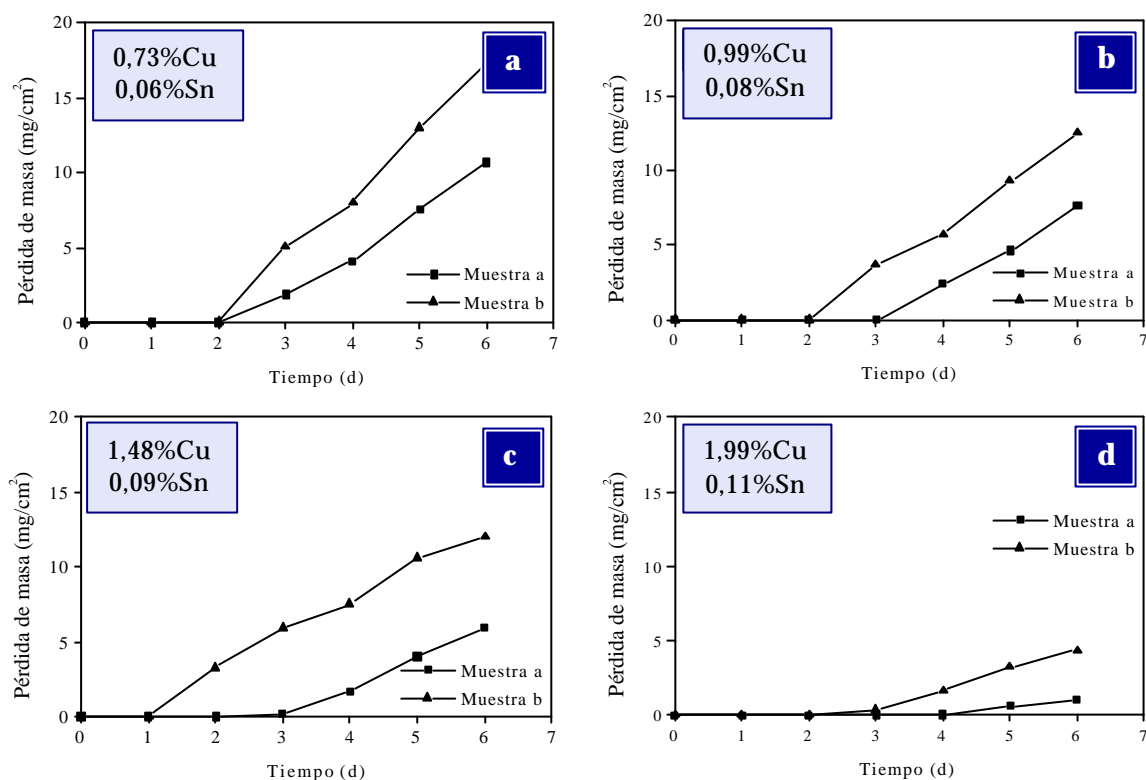 0,73%Cu
0,06%Sn
a
Pérdida de masa (mg/cm²)
20
15
10
5
0
Muestra a
Muestra b
0 1 2 3 4 5 6 7
Tiempo (d)
0,99%Cu
0,08%Sn
b
Pérdida de masa (mg/cm²)
20
15
10
5
0
Muestra a
Muestra b
0 1 2 3 4 5 6 7
Tiempo (d)
1,48%Cu
0,09%Sn
c
Pérdida de masa (mg/cm²)
20
15
10
5
0
Muestra a
Muestra b
0 1 2 3 4 5 6 7
Tiempo (d)
1,99%Cu
0,11%Sn
d
Pérdida de masa (mg/cm²)
20
15
10
5
0
Muestra a
Muestra b
0 1 2 3 4 5 6 7
Tiempo (d)